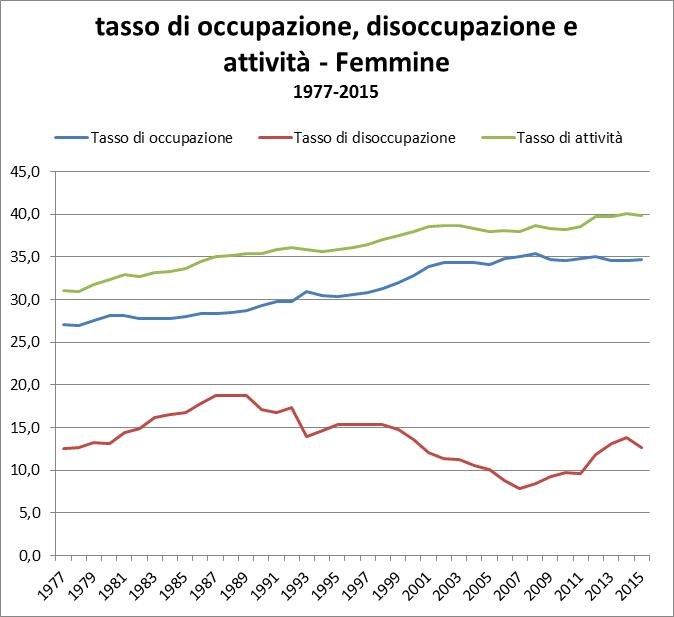 tasso di occupazione, disoccupazione e
attività - Femmine
1977-2015
Tasso di occupazione Tasso di disoccupazione Tasso di attività
45,0
40,0
35,0
30,0
25,0
20,0
15,0
10,0
5,0
0,0
1977 1979 1981 1983 1985 1987 1989 1991 1993 1995 1997 1999 2001 2003 2005 2007 2009 2011 2013 2015